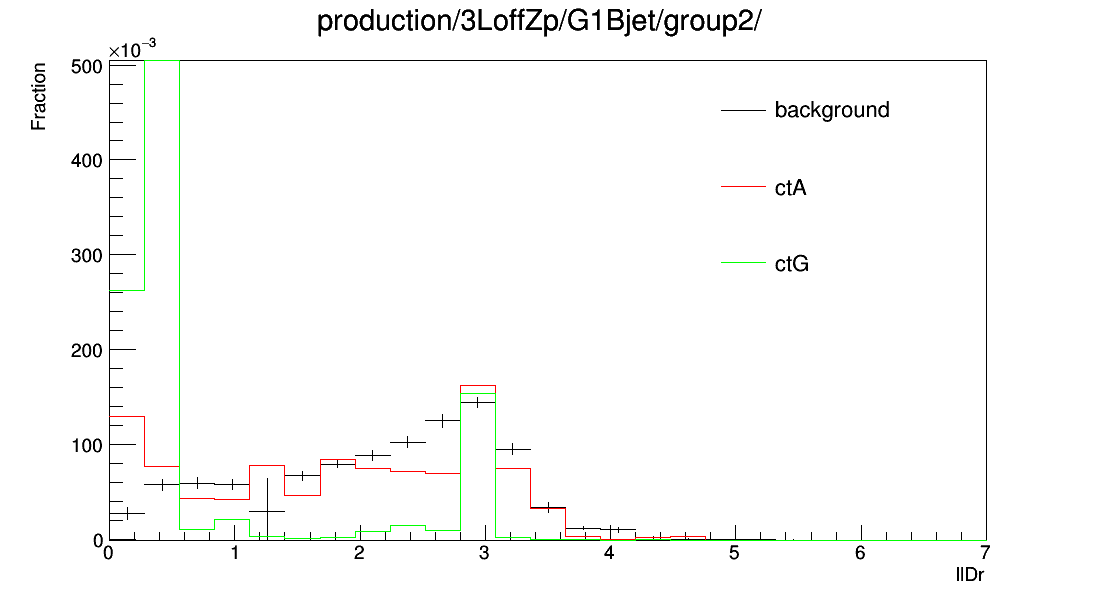 production/3LoffZp/G1Bjet/group2/
×10⁻³
Fraction
500
400
300
200
100
0
background
ctA
ctG
0 1 2 3 4 5 6 7
llDr